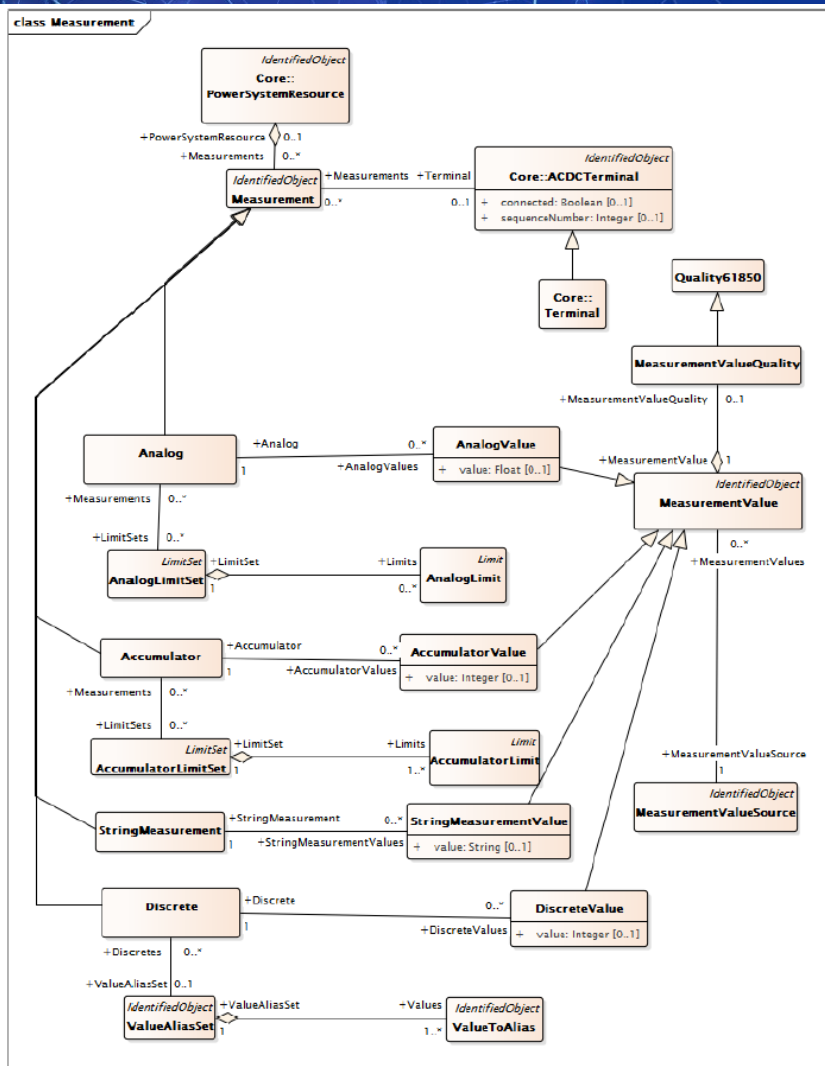 class Measurement
IdentifiedObject
Core::
PowerSystemResource
+PowerSystemResource 0..1
+Measurements 0..*
IdentifiedObject
Measurement
+Measurements +Terminal
0..* 0..1
IdentifiedObject
Core::ACDCTerminal
+ connected: Boolean [0..1]
+ sequenceNumber: Integer [0..1]
Core::
Terminal
Quality61850
MeasurementValueQuality
+MeasurementValueQuality 0..1
+MeasurementValue 1
IdentifiedObject
MeasurementValue
Analog
+Analog 0..*
1 +AnalogValues
AnalogValue
+ value: Float [0..1]
+Measurements 0..*
+LimitSets 0..*
LimitSet
AnalogLimitSet
+LimitSet +Limits
1 0..*
Limit
AnalogLimit
0..*
+MeasurementValues
Accumulator
+Accumulator 0..*
1 +AccumulatorValues
AccumulatorValue
+ value: Integer [0..1]
+Measurements 0..*
+LimitSets 0..*
LimitSet
AccumulatorLimitSet
+LimitSet +Limits
1 1..*
Limit
AccumulatorLimit
+MeasurementValueSource
1
IdentifiedObject
MeasurementValueSource
StringMeasurement
+StringMeasurement 0..*
1 +StringMeasurementValues
StringMeasurementValue
+ value: String [0..1]
Discrete
+Discrete 0..*
1 +DiscreteValues
DiscreteValue
+ value: Integer [0..1]
+Discretes 0..*
+ValueAliasSet 0..1
IdentifiedObject
ValueAliasSet
+ValueAliasSet +Values
1 1..*
IdentifiedObject
ValueToAlias